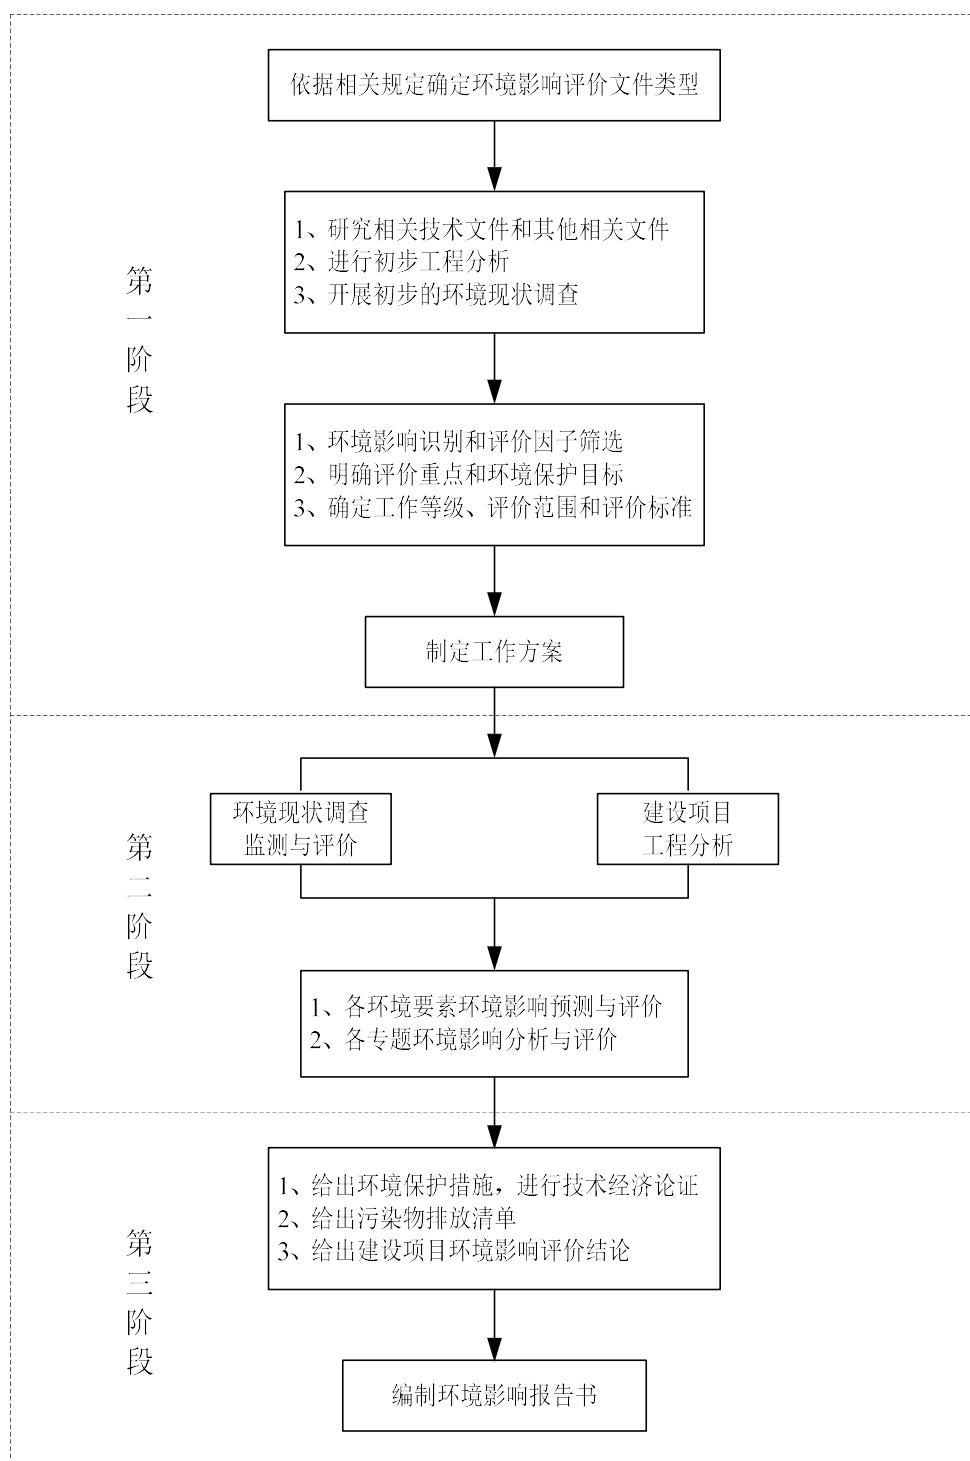 依据相关规定确定环境影响评价文件类型
第一阶段
1、研究相关技术文件和其他相关文件
2、进行初步工程分析
3、开展初步的环境现状调查
1、环境影响识别和评价因子筛选
2、明确评价重点和环境保护目标
3、确定工作等级、评价范围和评价标准
制定工作方案
第二阶段
环境现状调查
监测与评价
建设项目
工程分析
1、各环境要素环境影响预测与评价
2、各专题环境影响分析与评价
第三阶段
1、给出环境保护措施，进行技术经济论证
2、给出污染物排放清单
3、给出建设项目环境影响评价结论
编制环境影响报告书